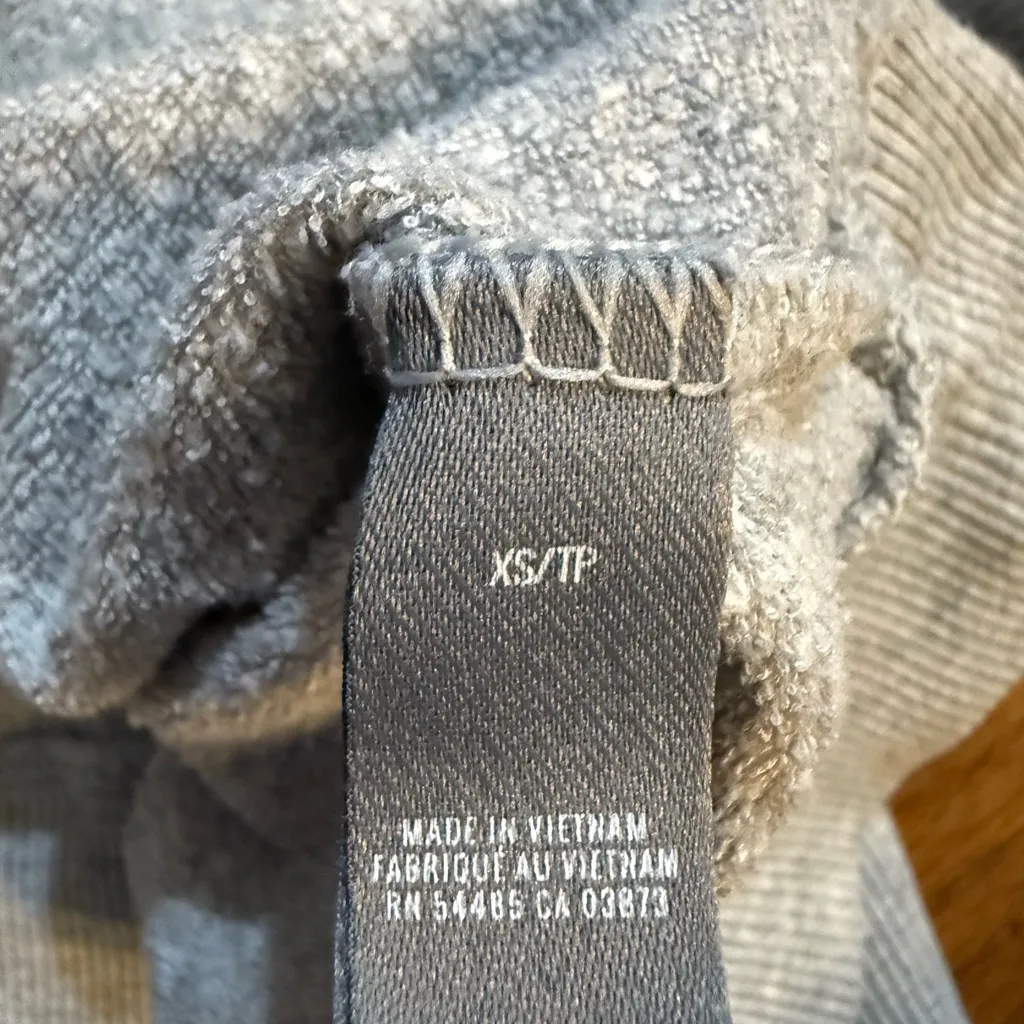 XS/TP
MADE IN VIETNAM
FABRIQUÉ AU VIETNAM
RN 54485 CA 03873